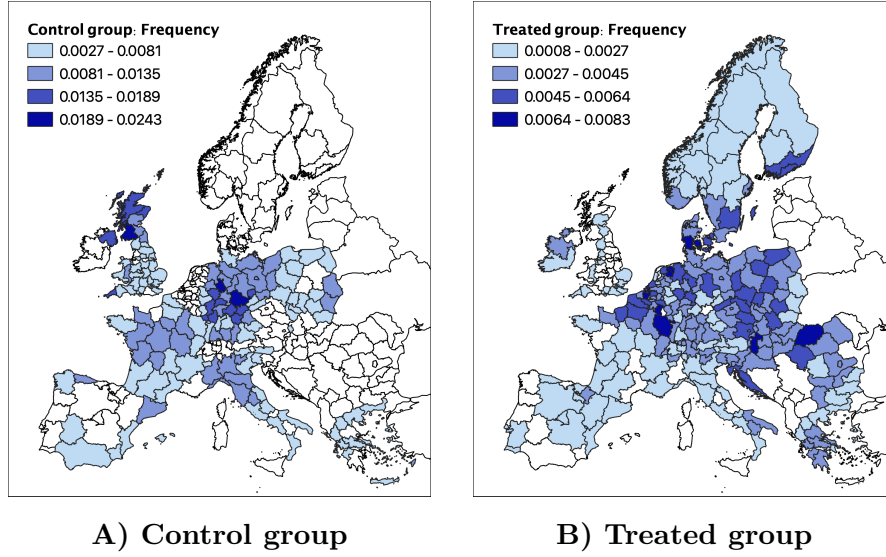 Control group: Frequency
0.0027 - 0.0081
0.0081 - 0.0135
0.0135 - 0.0189
0.0189 - 0.0243
Treated group: Frequency
0.0008 - 0.0027
0.0027 - 0.0045
0.0045 - 0.0064
0.0064 - 0.0083
A) Control group
B) Treated group